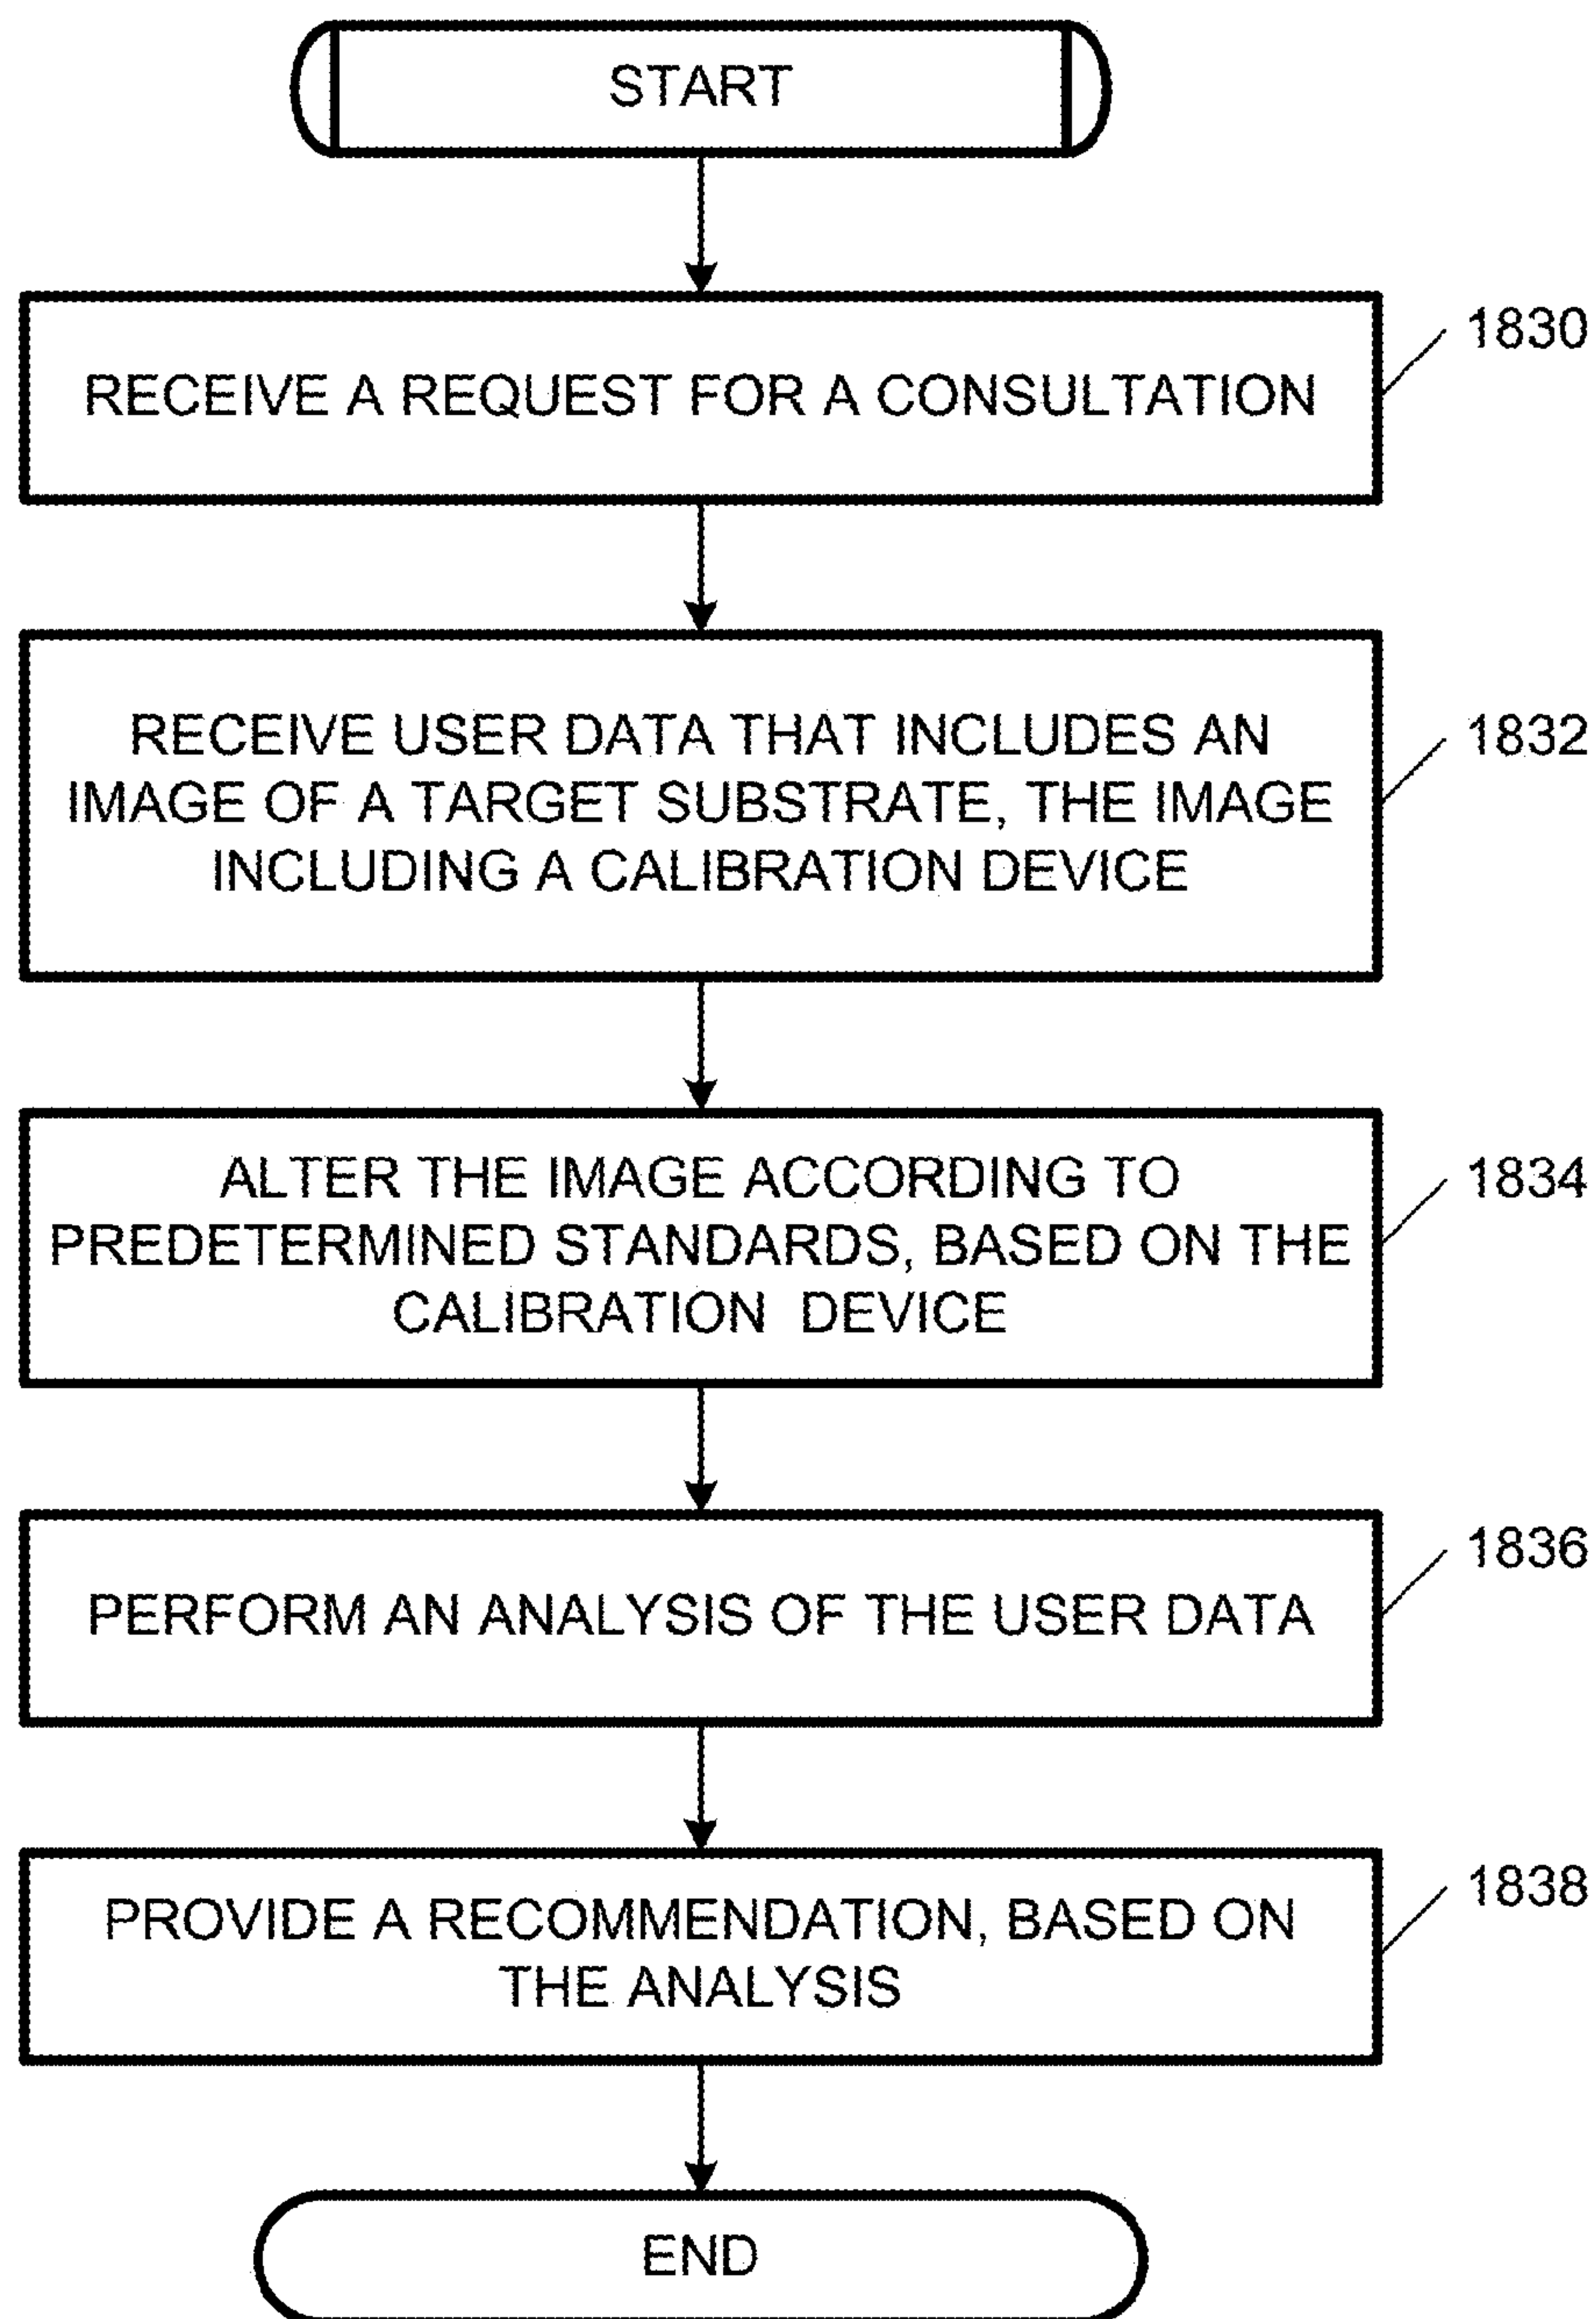 START
RECEIVE A REQUEST FOR A CONSULTATION
1830
RECEIVE USER DATA THAT INCLUDES AN
IMAGE OF A TARGET SUBSTRATE, THE IMAGE
INCLUDING A CALIBRATION DEVICE
1832
ALTER THE IMAGE ACCORDING TO
PREDETERMINED STANDARDS, BASED ON THE
CALIBRATION DEVICE
1834
PERFORM AN ANALYSIS OF THE USER DATA
1836
PROVIDE A RECOMMENDATION, BASED ON
THE ANALYSIS
1838
END